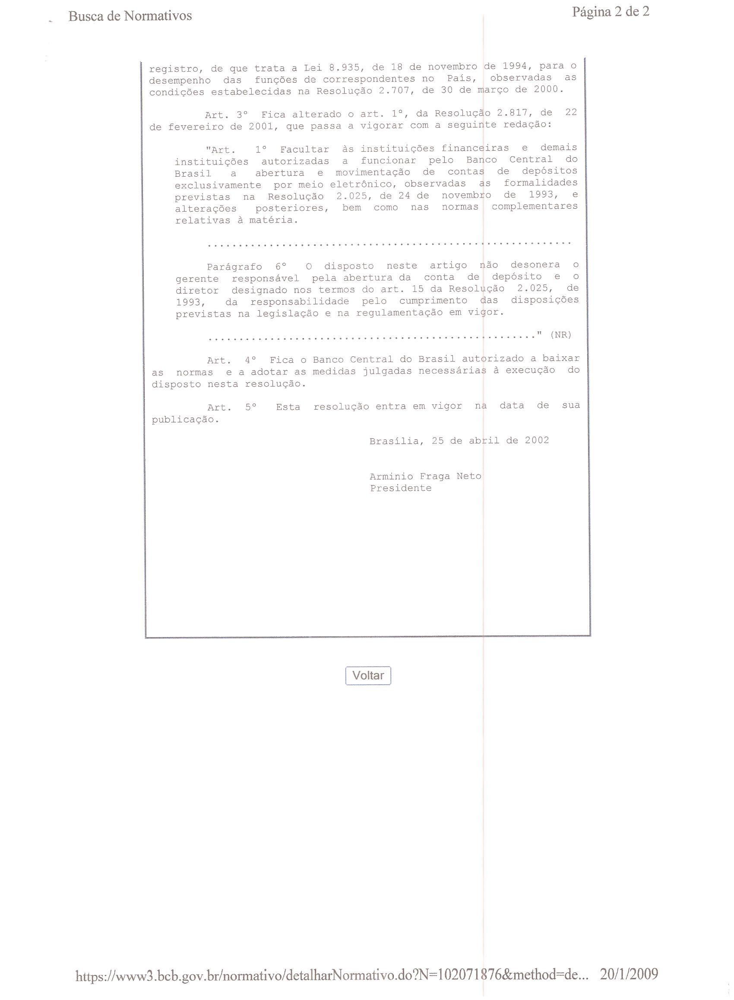 Busca de Normativos
Página 2 de 2
registro, de que trata a Lei 8.935, de 18 de novembro de 1994, para o
desempenho das funções de correspondentes no País, observadas as
condições estabelecidas na Resolução 2.707, de 30 de março de 2000.
Art. 3º Fica alterado o art. 1º, da Resolução 2.817, de 22
de fevereiro de 2001, que passa a vigorar com a seguinte redação:
"Art. 1º Facultar às instituições financeiras e demais
instituições autorizadas a funcionar pelo Banco Central do
Brasil a abertura e movimentação de contas de depósitos
exclusivamente por meio eletrônico, observadas as formalidades
previstas na Resolução 2.025, de 24 de novembro de 1993, e
alterações posteriores, bem como nas normas complementares
relativas à matéria.
..........................................................
Parágrafo 6º O disposto neste artigo não desonera o
gerente responsável pela abertura da conta de depósito e o
diretor designado nos termos do art. 15 da Resolução 2.025, de
1993, da responsabilidade pelo cumprimento das disposições
previstas na legislação e na regulamentação em vigor.
....................................................." (NR)
Art. 4º Fica o Banco Central do Brasil autorizado a baixar
as normas e a adotar as medidas julgadas necessárias à execução do
disposto nesta resolução.
Art. 5º Esta resolução entra em vigor na data de sua
publicação.
Brasília, 25 de abril de 2002
Arminio Fraga Neto
Presidente
Voltar
https://www3.bcb.gov.br/normativo/detalharNormativo.do?N=102071876&method=de... 20/1/2009